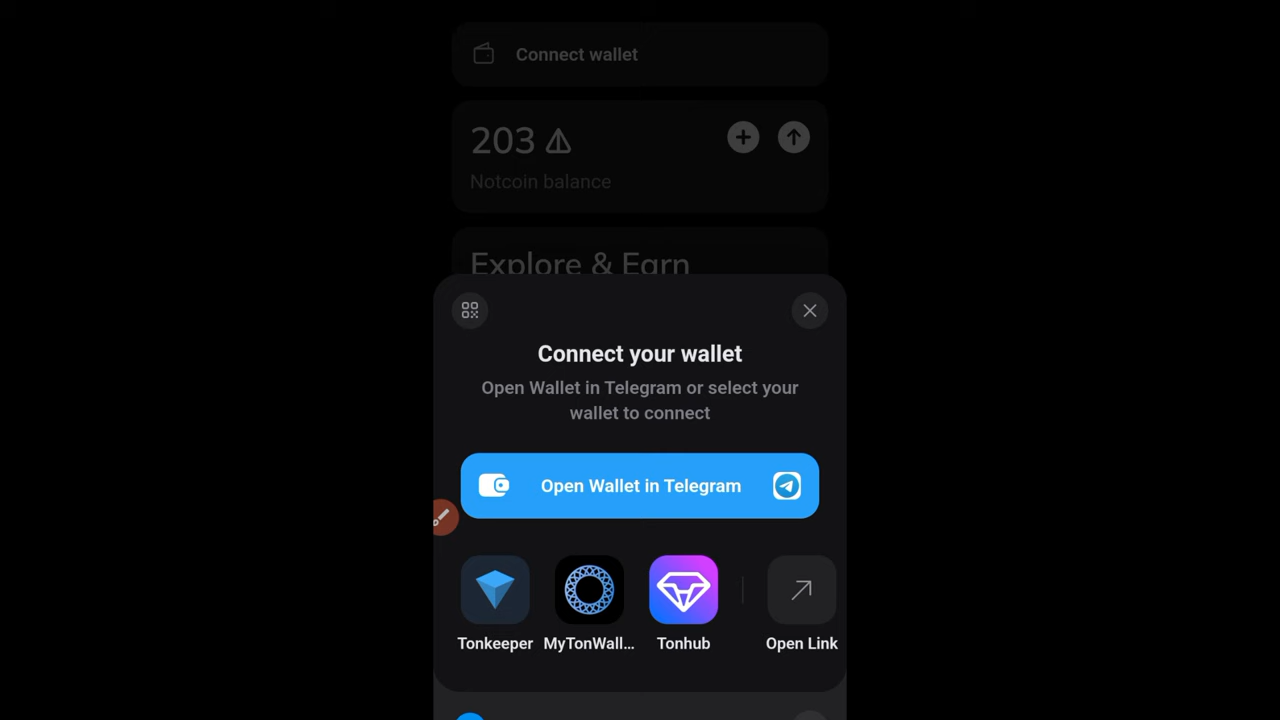 Connect wallet
203
Notcoin balance
Explore & Earn
Connect your wallet
Open Wallet in Telegram or select your
wallet to connect
Open Wallet in Telegram
Tonkeeper
MyTonWall...
Tonhub
Open Link